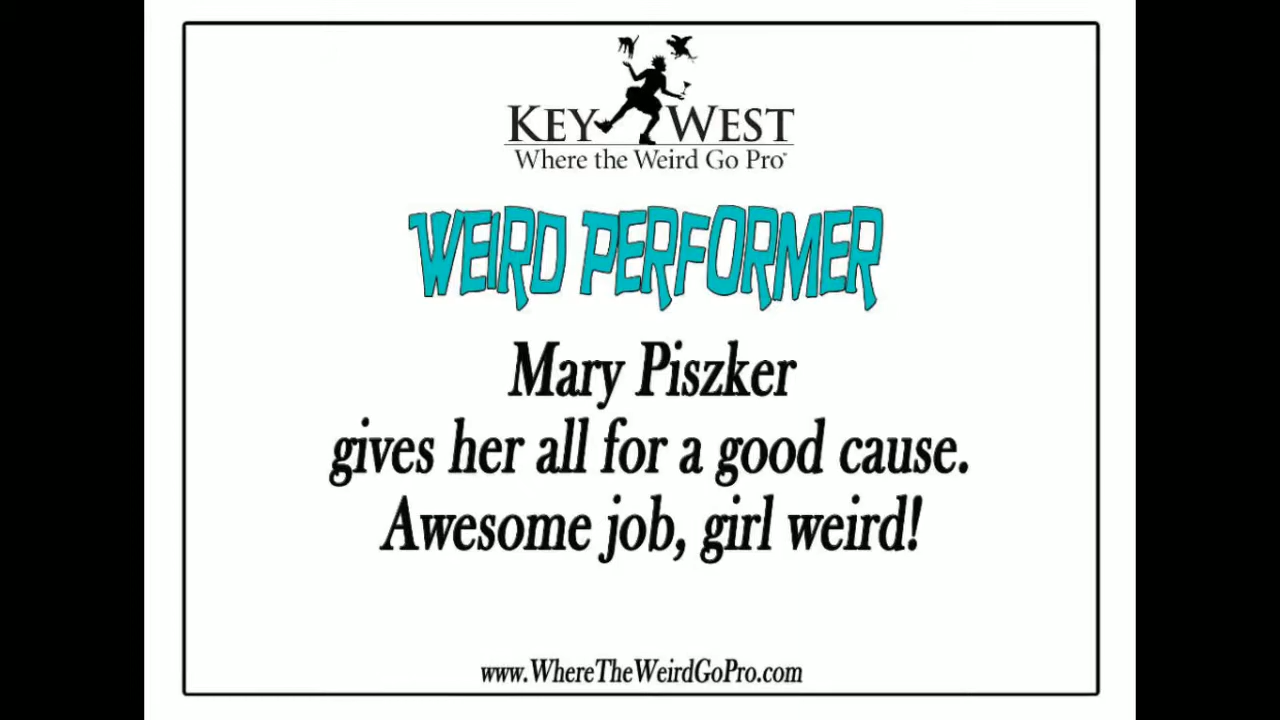 KEY WEST
Where the Weird Go Pro™
WEIRD PERFORMER
Mary Piszker
gives her all for a good cause.
Awesome job, girl weird!
www.WhereTheWeirdGoPro.com